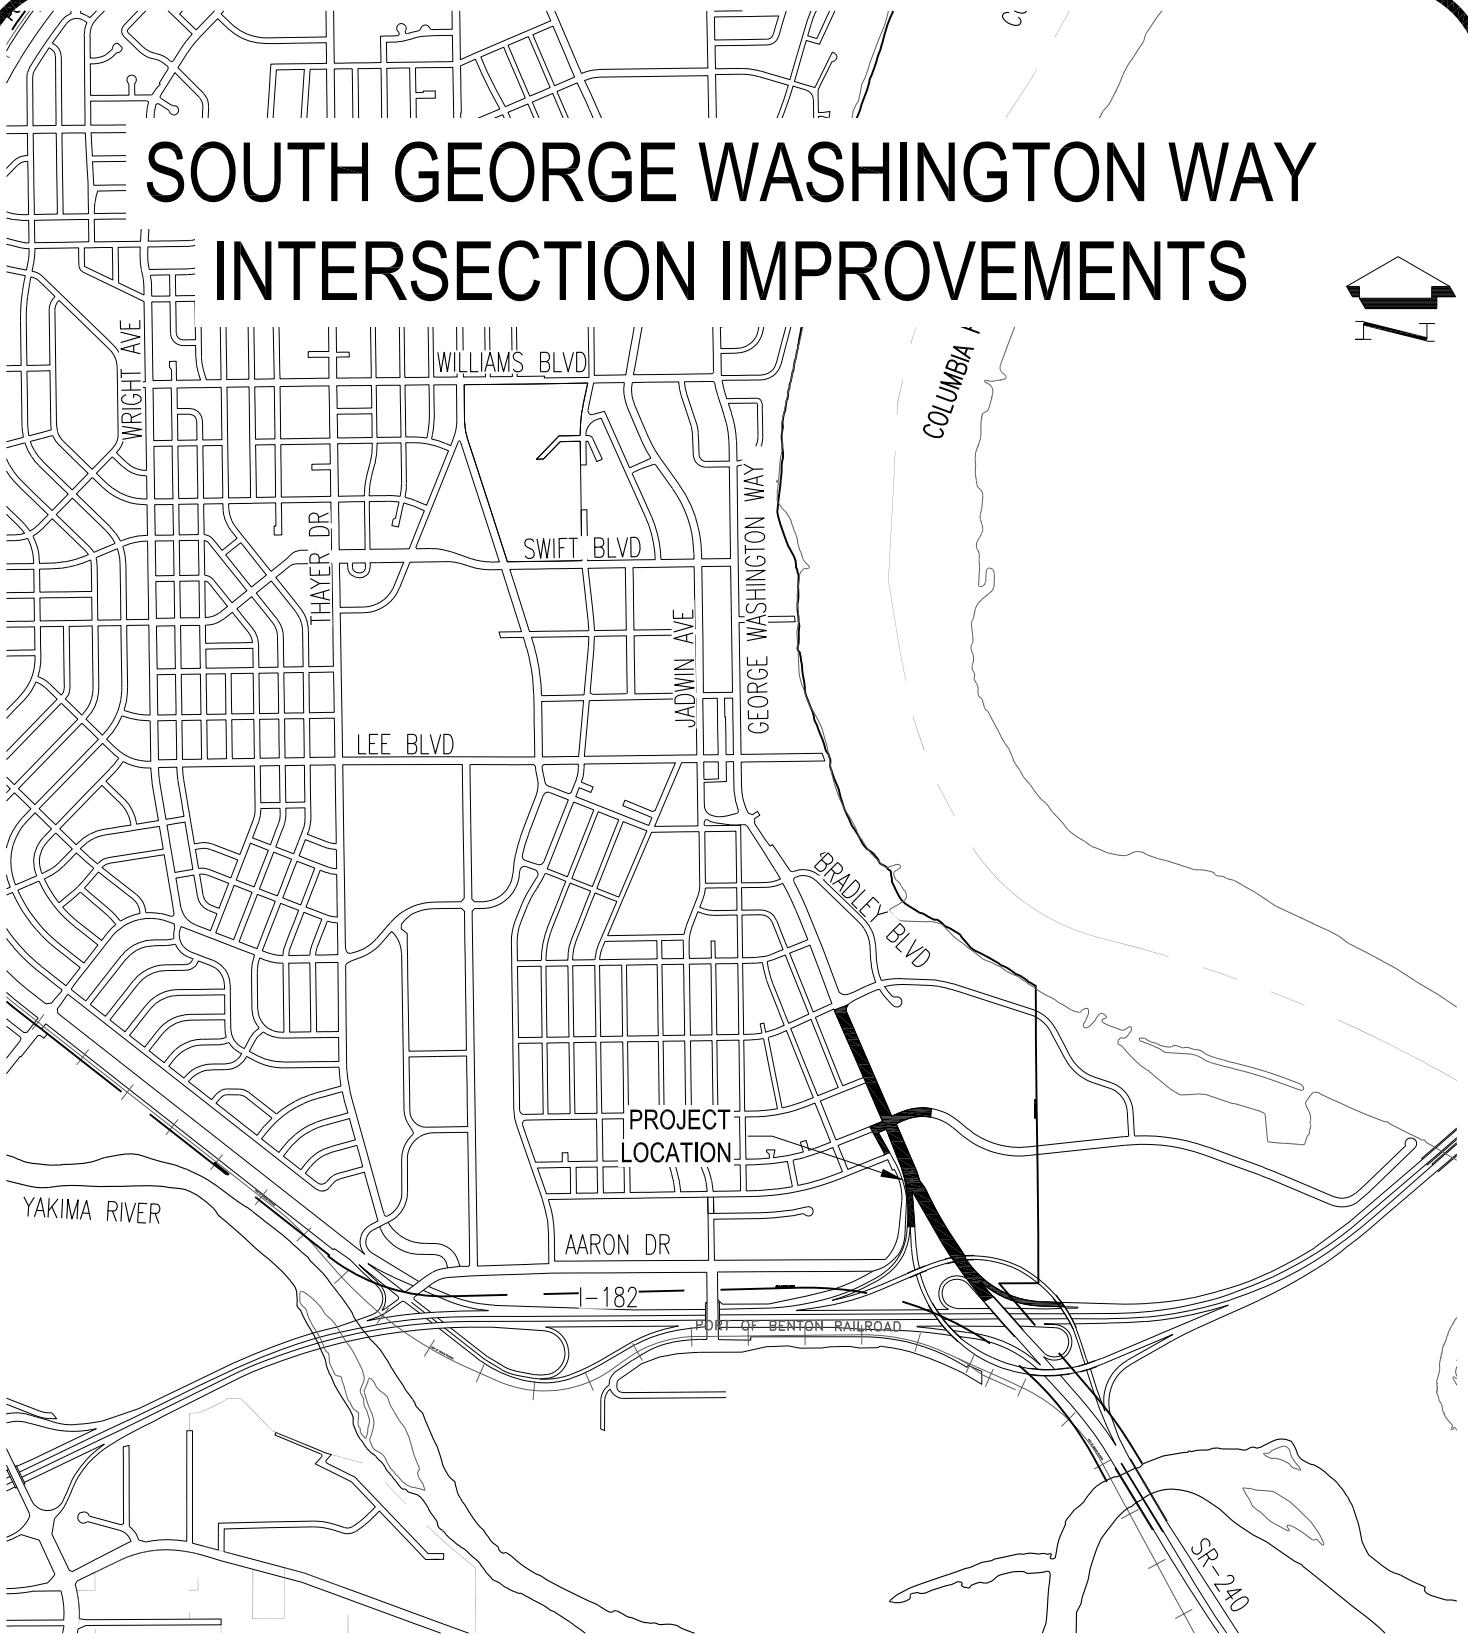 SOUTH GEORGE WASHINGTON WAY
INTERSECTION IMPROVEMENTS
N
COLUMBIA
WRIGHT AVE
WILLIAMS BLVD
THAYER DR
SWIFT BLVD
GEORGE WASHINGTON WAY
JADWIN AVE
LEE BLVD
BRADLEY BLVD
PROJECT
LOCATION
YAKIMA RIVER
AARON DR
I-182
PORT OF BENTON RAILROAD
SR-240